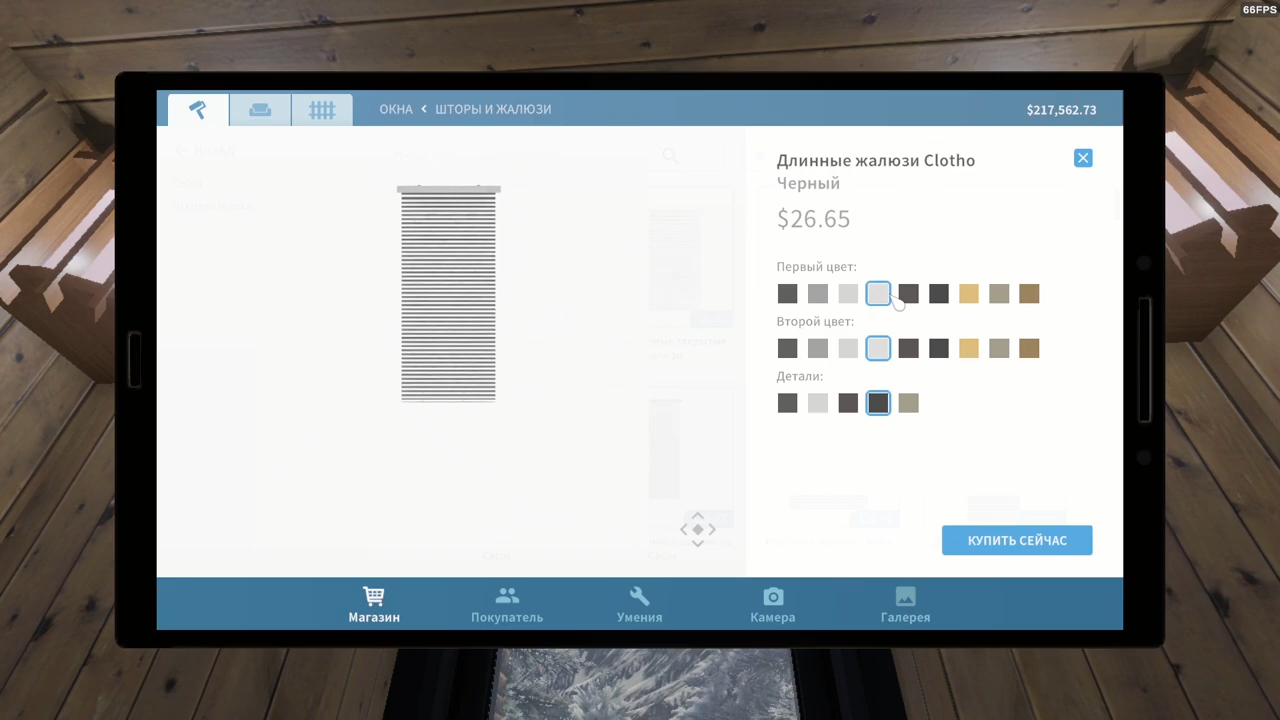 66FPS
ОКНА < ШТОРЫ И ЖАЛЮЗИ
$217,562.73
Длинные жалюзи Clotho
Черный
$26.65
Первый цвет:
Второй цвет:
Детали:
КУПИТЬ СЕЙЧАС
Магазин
Покупатель
Умения
Камера
Галерея